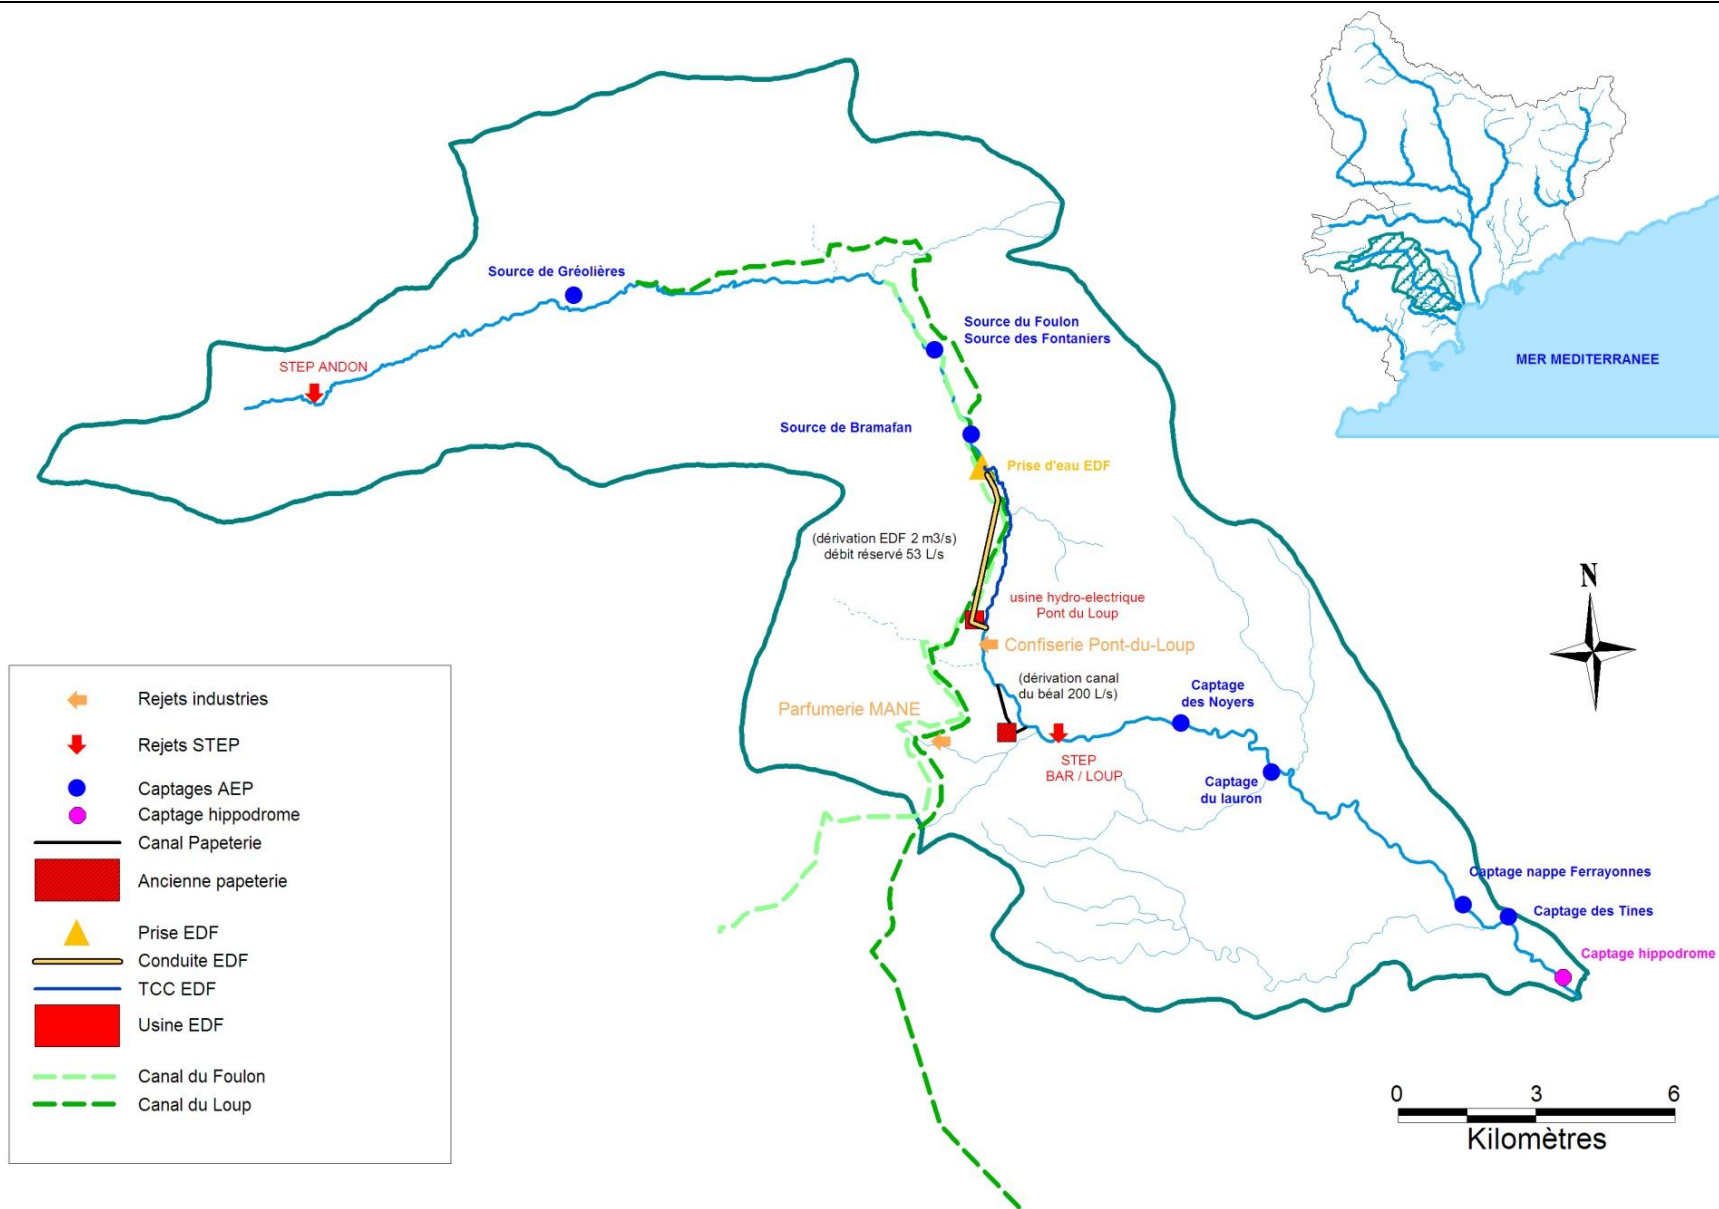 MER MEDITERRANEE
Source de Gréolières
STEP ANDON
Source du Foulon
Source des Fontaniers
Source de Bramafan
Prise d'eau EDF
(dérivation EDF 2 m3/s)
débit réservé 53 L/s
usine hydro-electrique
Pont du Loup
Confiserie Pont-du-Loup
(dérivation canal
du béal 200 L/s)
Parfumerie MANE
STEP
BAR / LOUP
Captage
des Noyers
Captage
du lauron
Captage nappe Ferrayonnes
Captage des Tines
Captage hippodrome
N
Rejets industries
Rejets STEP
Captages AEP
Captage hippodrome
Canal Papeterie
Ancienne papeterie
Prise EDF
Conduite EDF
TCC EDF
Usine EDF
Canal du Foulon
Canal du Loup
0 3 6
Kilomètres